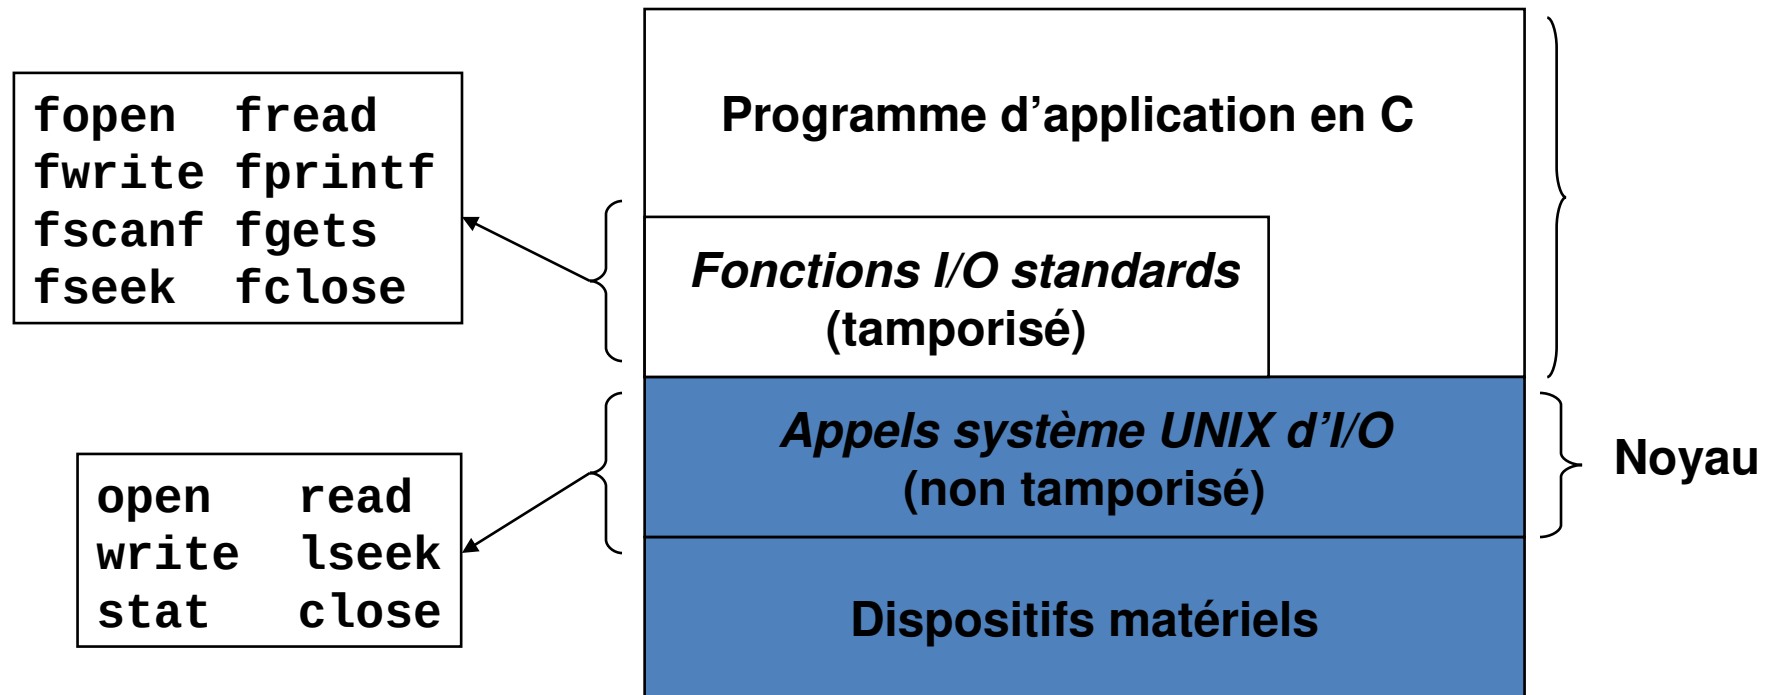 fopen fread
fwrite fprintf
fscanf fgets
fseek fclose
Programme d’application en C
Fonctions I/O standards
(tamporisé)
Appels système UNIX d’I/O
(non tamporisé)
Noyau
open read
write lseek
stat close
Dispositifs matériels